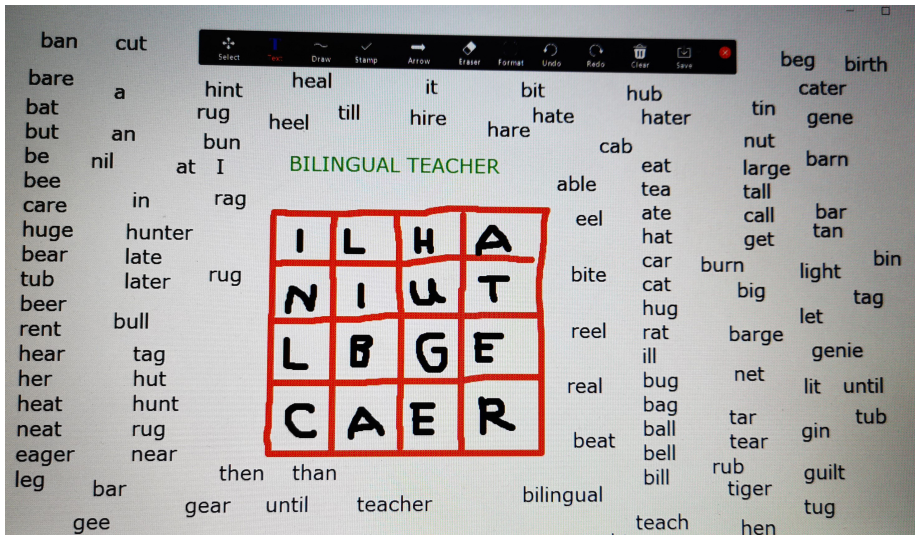 ban cut
Select Text Draw Stamp Arrow Eraser Format Undo Redo Clear Save
beg birth
bare a hint heal it bit hub cater
bat rug till hire hate hater tin gene
heel hare
but an bun cab nut
BILINGUAL TEACHER
be nil at I eat large barn
bee able tea tall
care in rag eel ate call bar
huge hunter hat get tan
bear late car burn light bin
tub later rug bite cat big tag
beer hug let
rent bull reel rat barge
hear tag ill genie
her hut real bug net lit until
heat hunt bag
neat rug beat ball tar gin tub
eager near bell tear
leg then than bill rub guilt
bar bilingual tiger
gear until teacher tug
gee teach hen
I L H A
N I U T
L B G E
C A E R